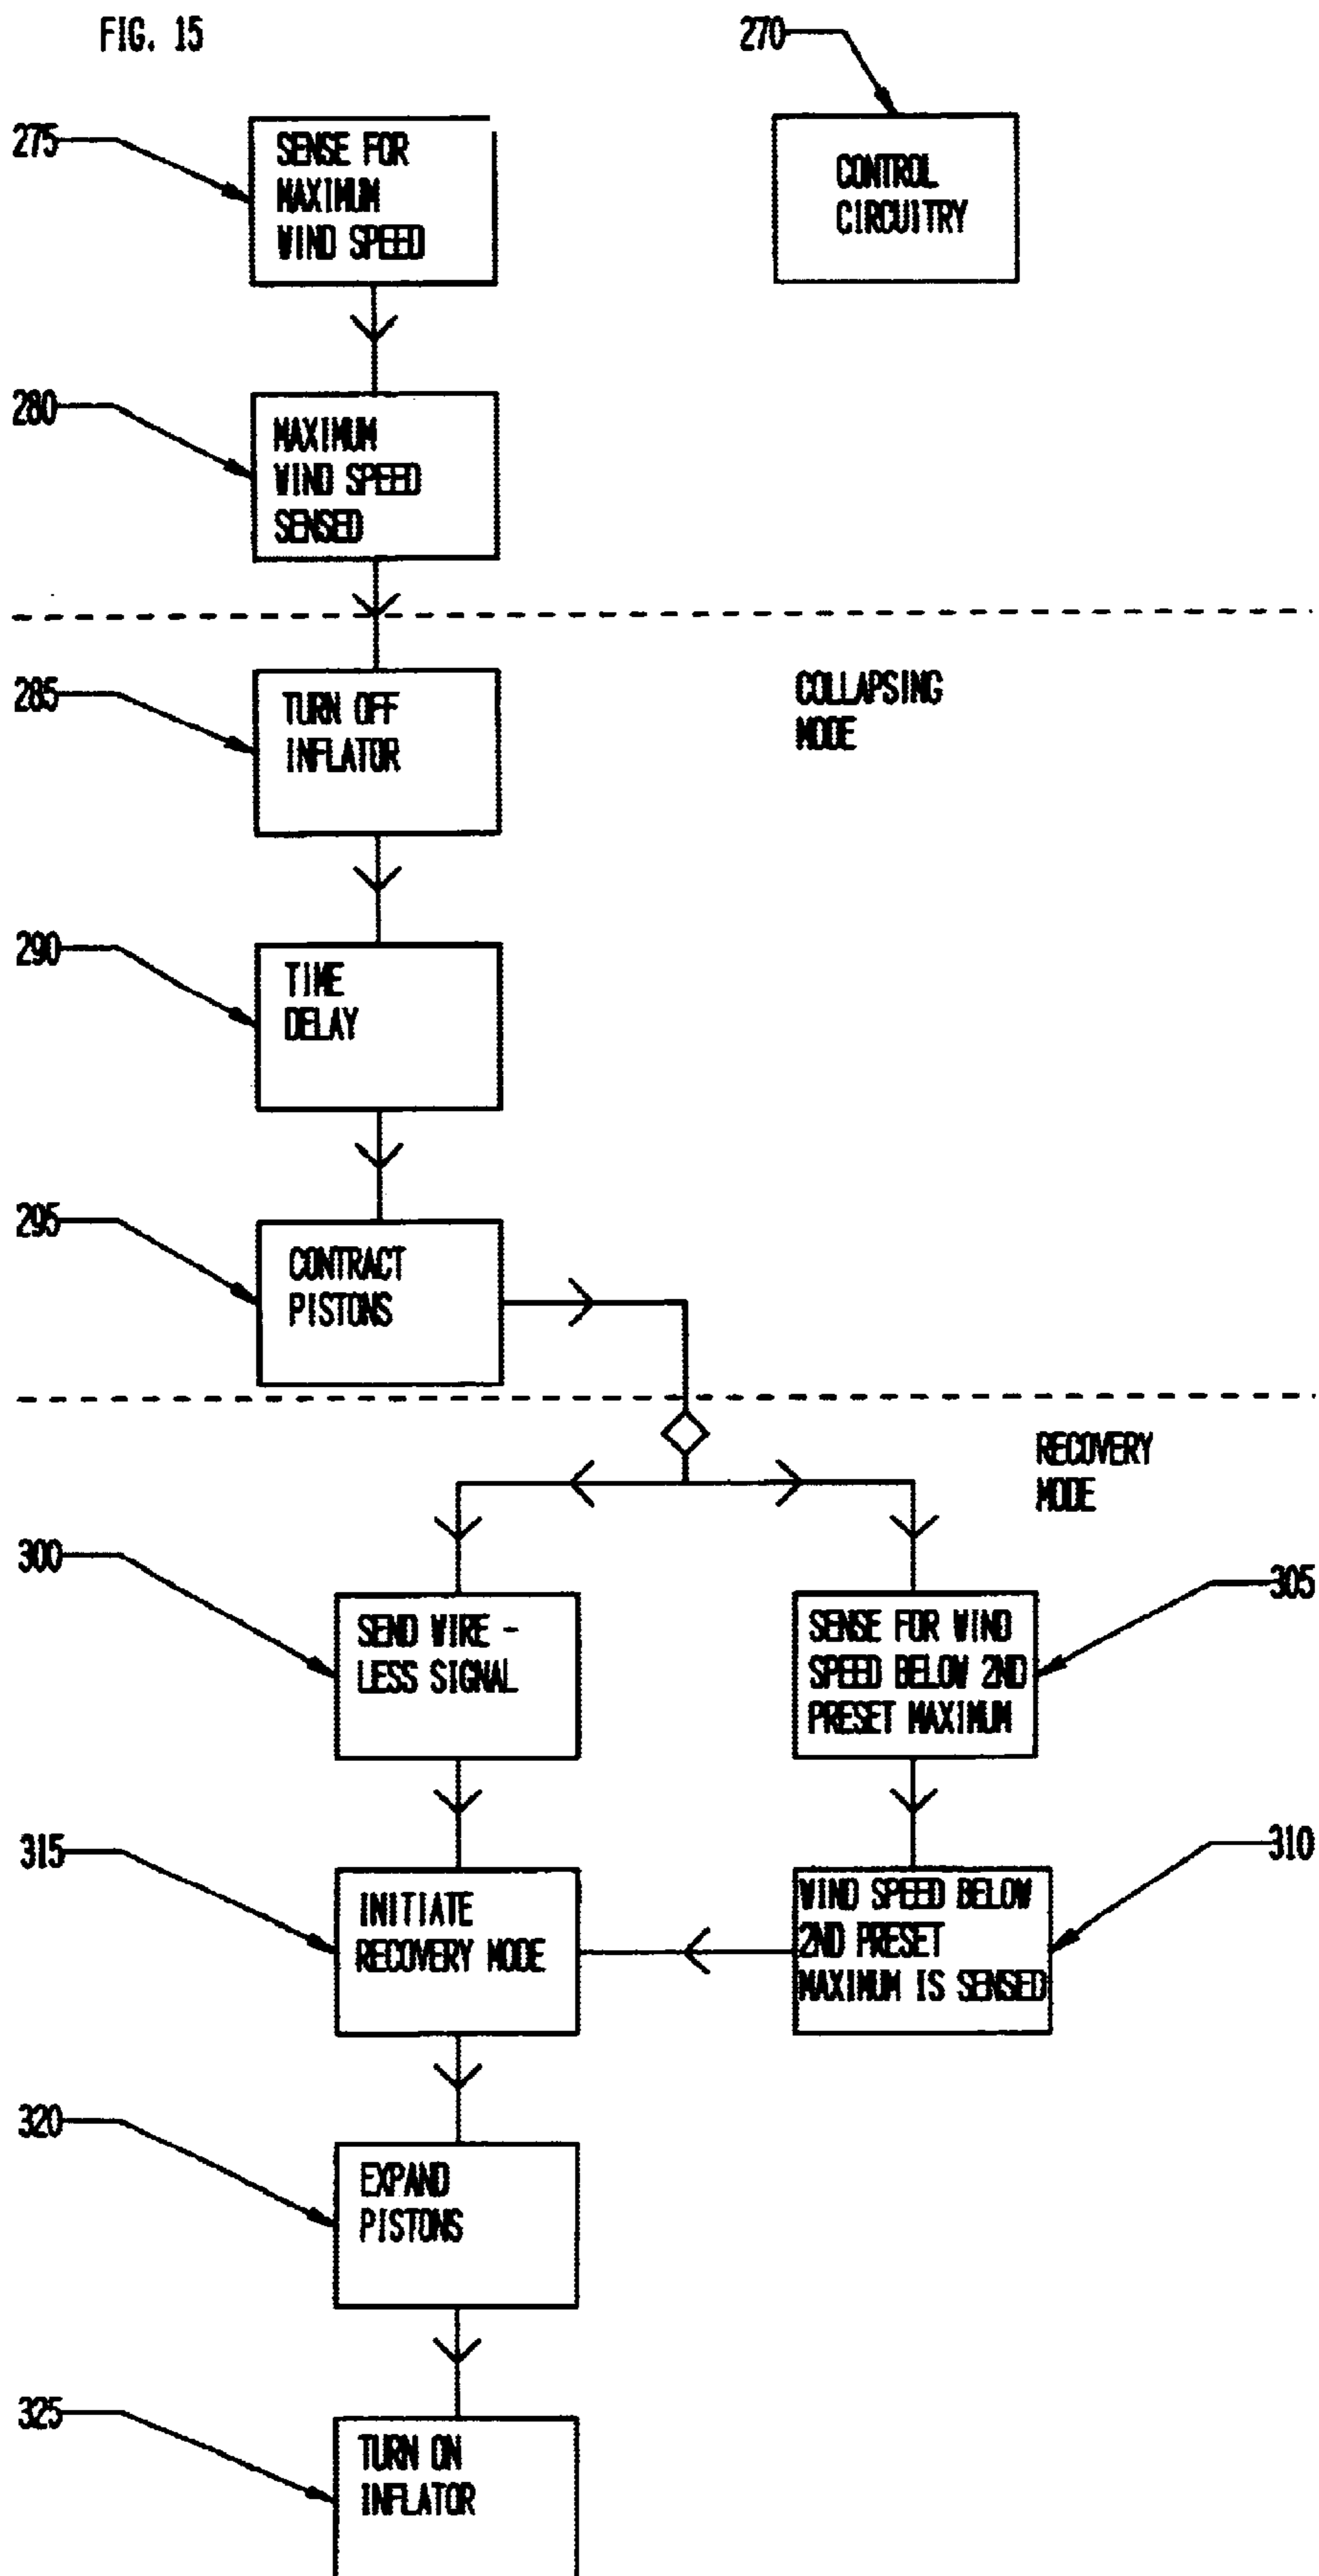 FIG. 15
270
275
SENSE FOR
MAXIMUM
WIND SPEED
CONTROL
CIRCUITRY
280
MAXIMUM
WIND SPEED
SENSED
285
TURN OFF
INFLATOR
COLLAPSING
MODE
290
TIME
DELAY
295
CONTRACT
PISTONS
RECOVERY
MODE
300
SEND WIRE -
LESS SIGNAL
305
SENSE FOR WIND
SPEED BELOW 2ND
PRESET MAXIMUM
315
INITIATE
RECOVERY MODE
310
WIND SPEED BELOW
2ND PRESET
MAXIMUM IS SENSED
320
EXPAND
PISTONS
325
TURN ON
INFLATOR